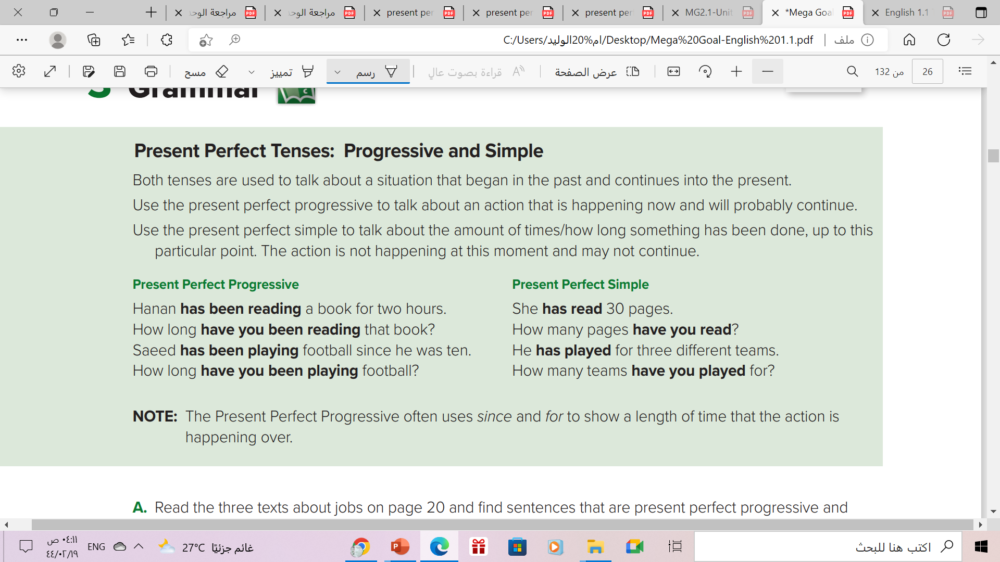 مراجعة الوحد
مراجعة الوحد
present per
present per
present per
MG2.1-Unit
*Mega Goal
English 1.1
C:/Users/ام%20الوليد/Desktop/Mega%20Goal-English%201.1.pdf
ملف
مسح
تمييز
رسم
قراءة بصوت عالٍ
عرض الصفحة
من 132
26
3 Grammar
Present Perfect Tenses: Progressive and Simple
Both tenses are used to talk about a situation that began in the past and continues into the present.
Use the present perfect progressive to talk about an action that is happening now and will probably continue.
Use the present perfect simple to talk about the amount of times/how long something has been done, up to this
particular point. The action is not happening at this moment and may not continue.
Present Perfect Progressive
Hanan has been reading a book for two hours.
How long have you been reading that book?
Saeed has been playing football since he was ten.
How long have you been playing football?
Present Perfect Simple
She has read 30 pages.
How many pages have you read?
He has played for three different teams.
How many teams have you played for?
NOTE: The Present Perfect Progressive often uses since and for to show a length of time that the action is
happening over.
A. Read the three texts about jobs on page 20 and find sentences that are present perfect progressive and
٠٤:١١ ص
٤٤/٠٢/١٩
ENG
27°C غائم جزئيًا
اكتب هنا للبحث